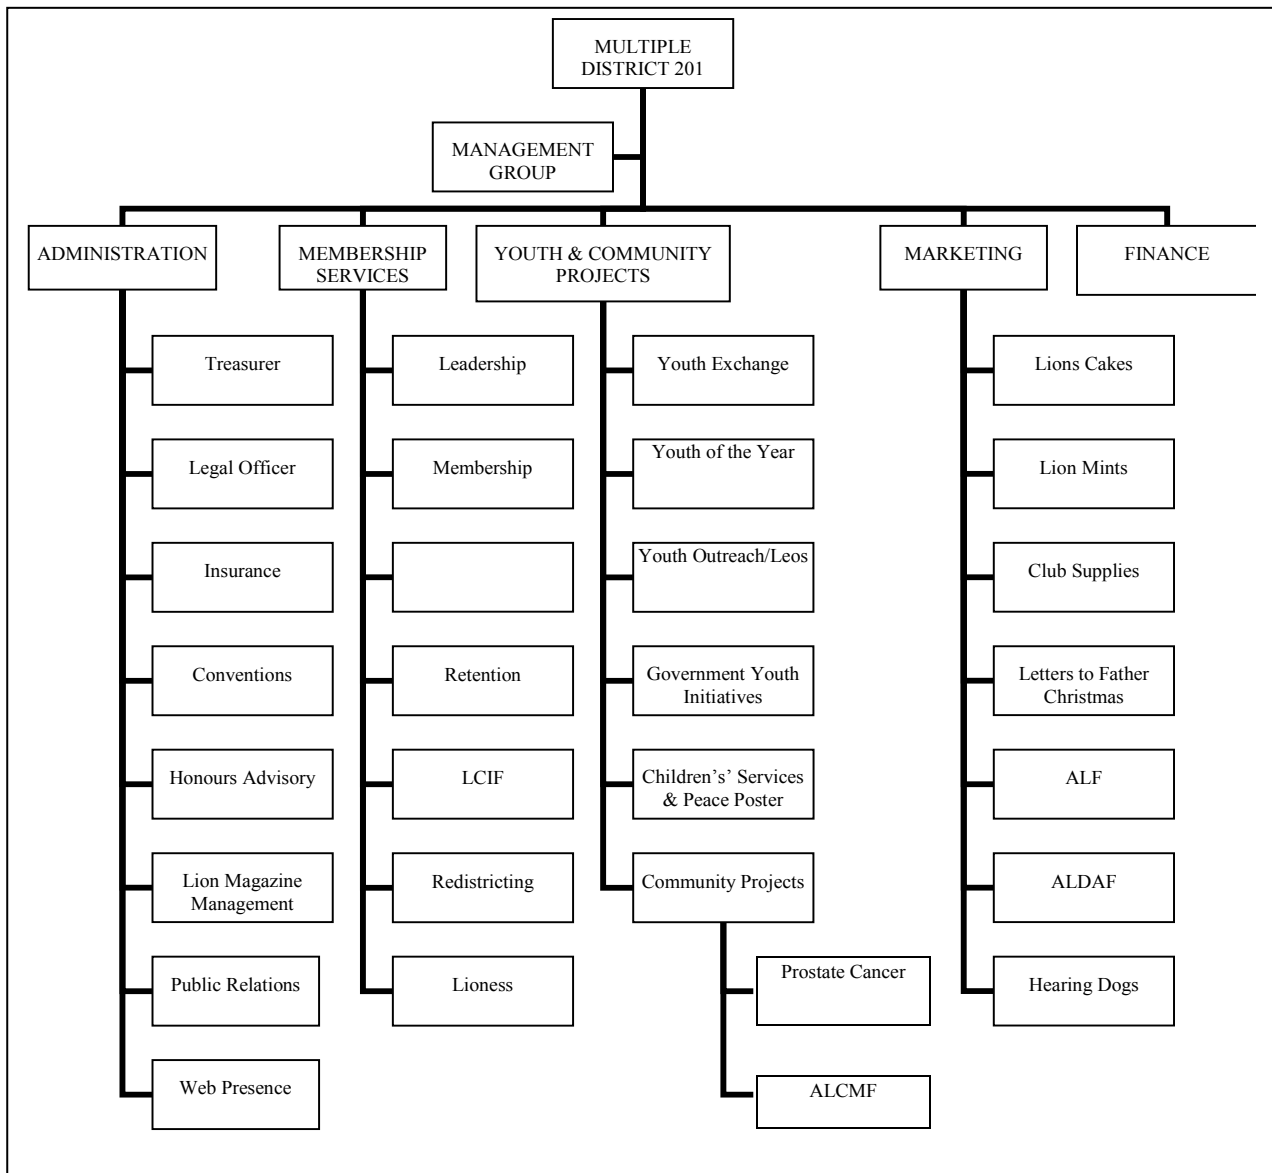 MULTIPLE
DISTRICT 201
MANAGEMENT
GROUP
ADMINISTRATION
MEMBERSHIP
SERVICES
YOUTH & COMMUNITY
PROJECTS
MARKETING
FINANCE
Treasurer
Legal Officer
Insurance
Conventions
Honours Advisory
Lion Magazine
Management
Public Relations
Web Presence
Leadership
Membership
Retention
LCIF
Redistricting
Lioness
Youth Exchange
Youth of the Year
Youth Outreach/Leos
Government Youth
Initiatives
Children's' Services
& Peace Poster
Community Projects
Prostate Cancer
ALCMF
Lions Cakes
Lion Mints
Club Supplies
Letters to Father
Christmas
ALF
ALDAF
Hearing Dogs